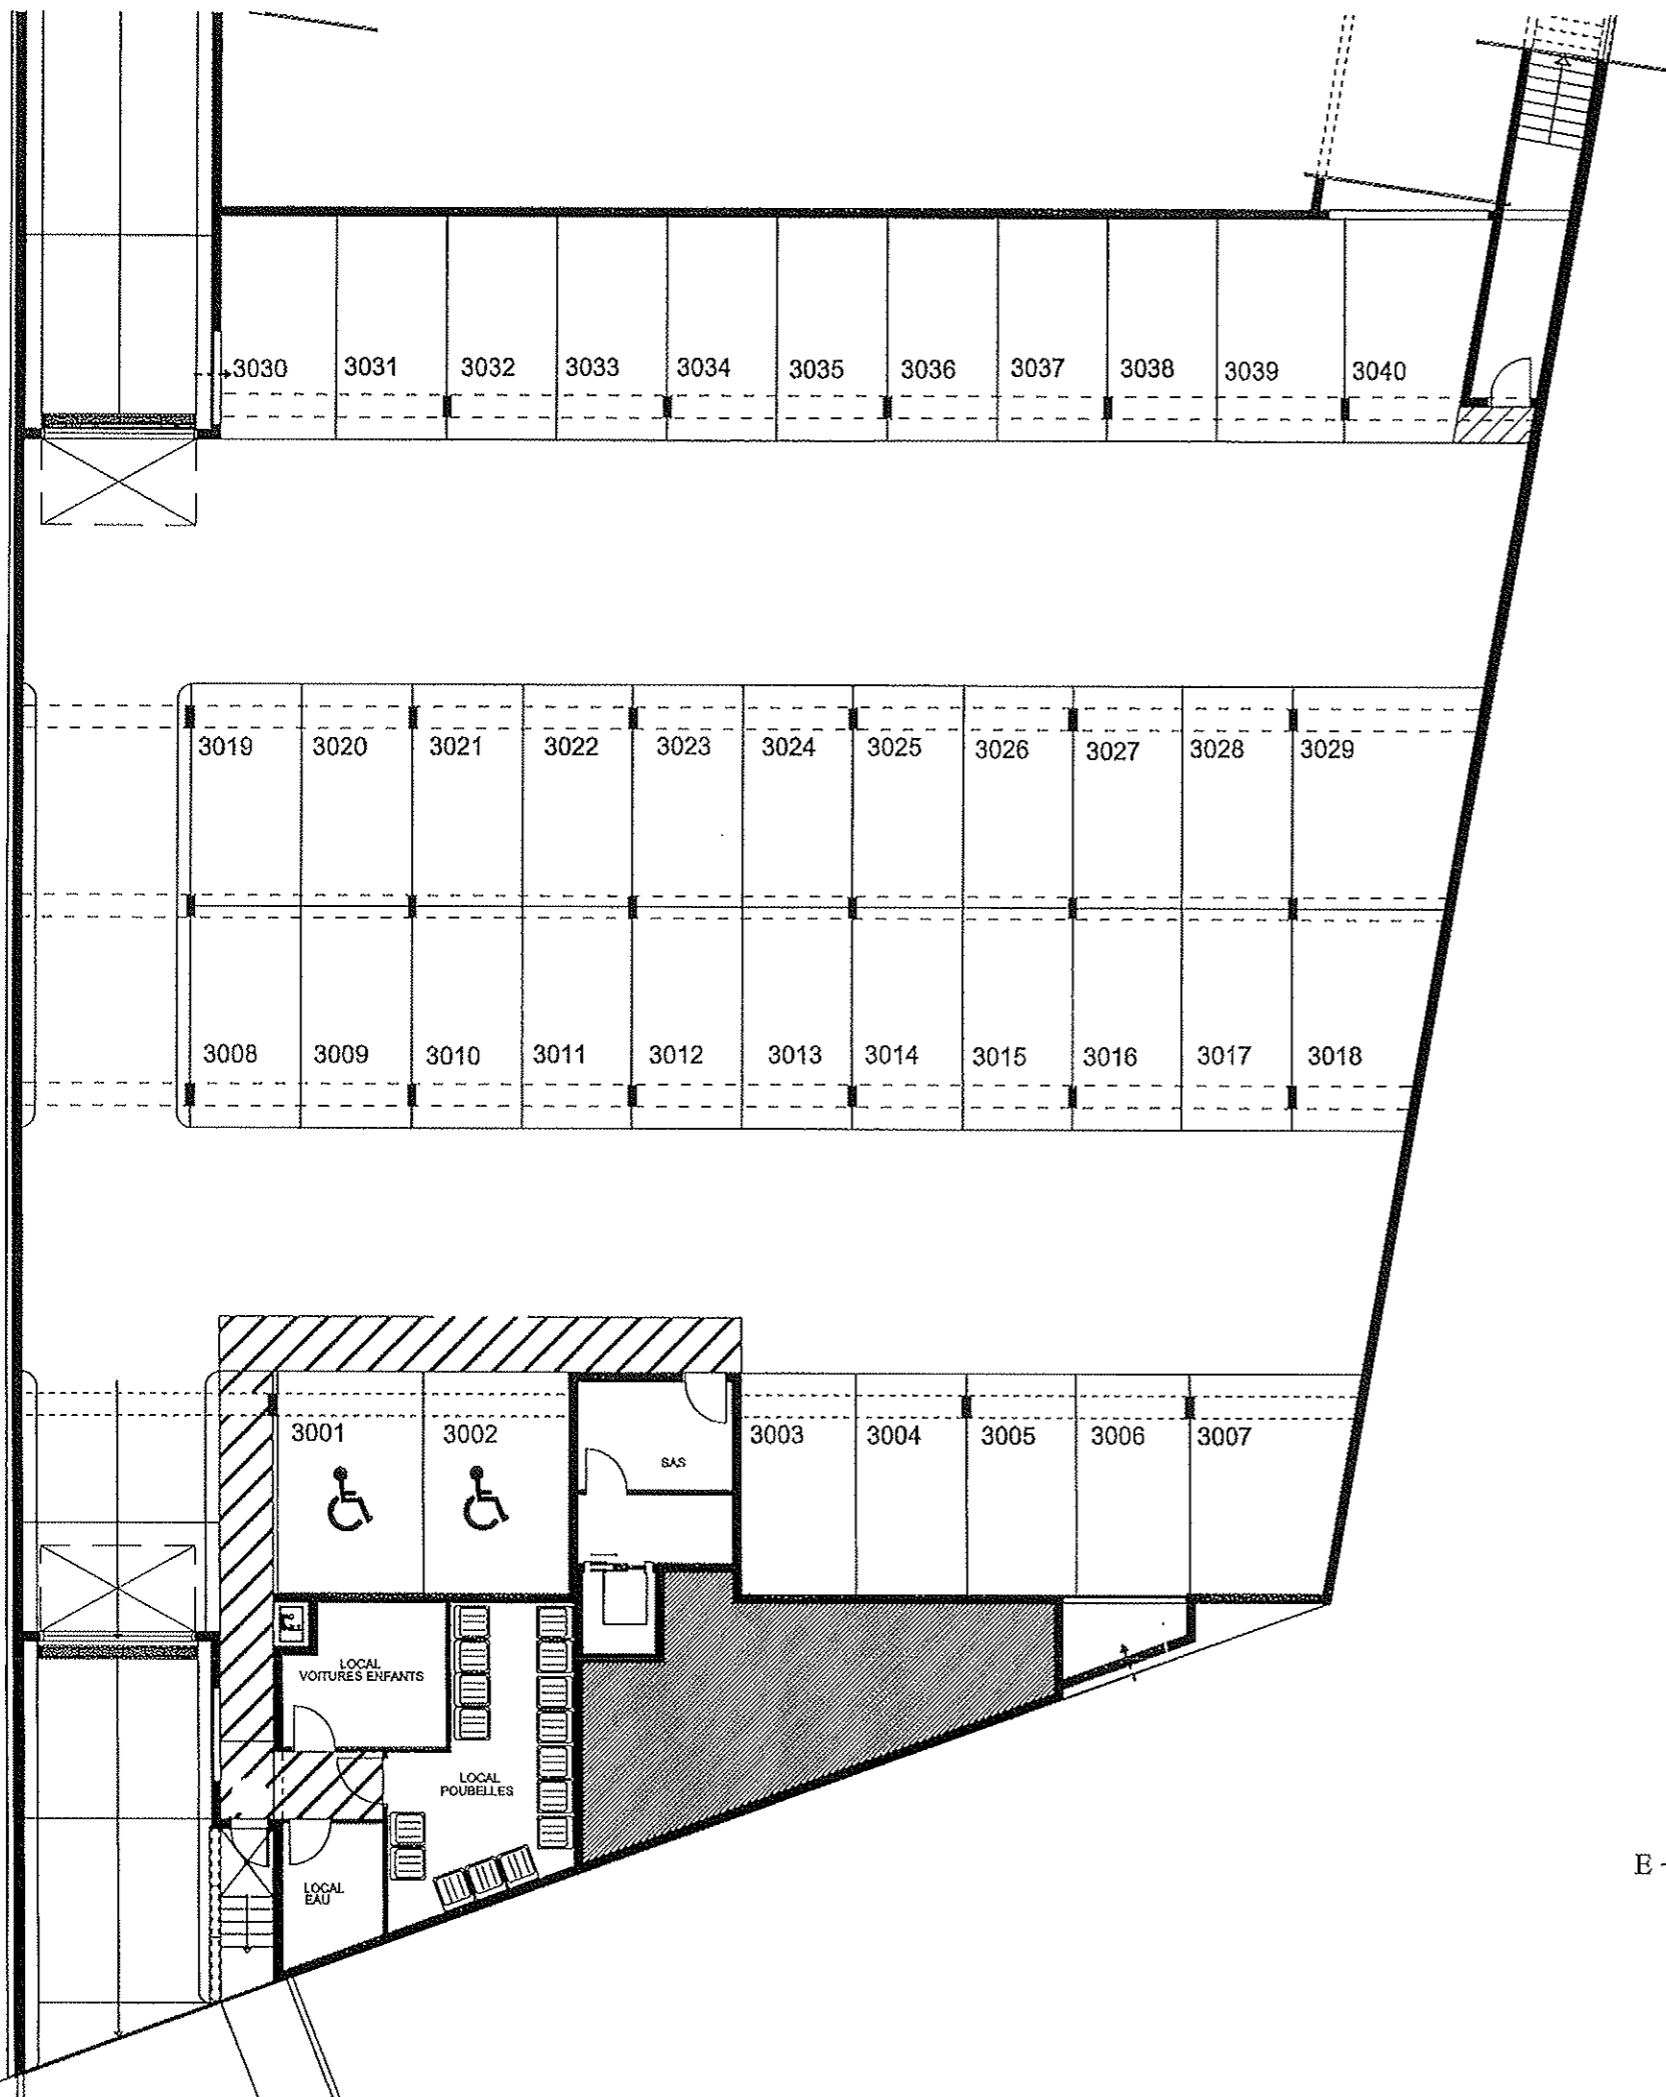 3030 3031 3032 3033 3034 3035 3036 3037 3038 3039 3040
3019 3020 3021 3022 3023 3024 3025 3026 3027 3028 3029
3008 3009 3010 3011 3012 3013 3014 3015 3016 3017 3018
3001 3002 3003 3004 3005 3006 3007
SAS
LOCAL
VOITURES ENFANTS
LOCAL
POUBELLES
LOCAL
EAU
E -